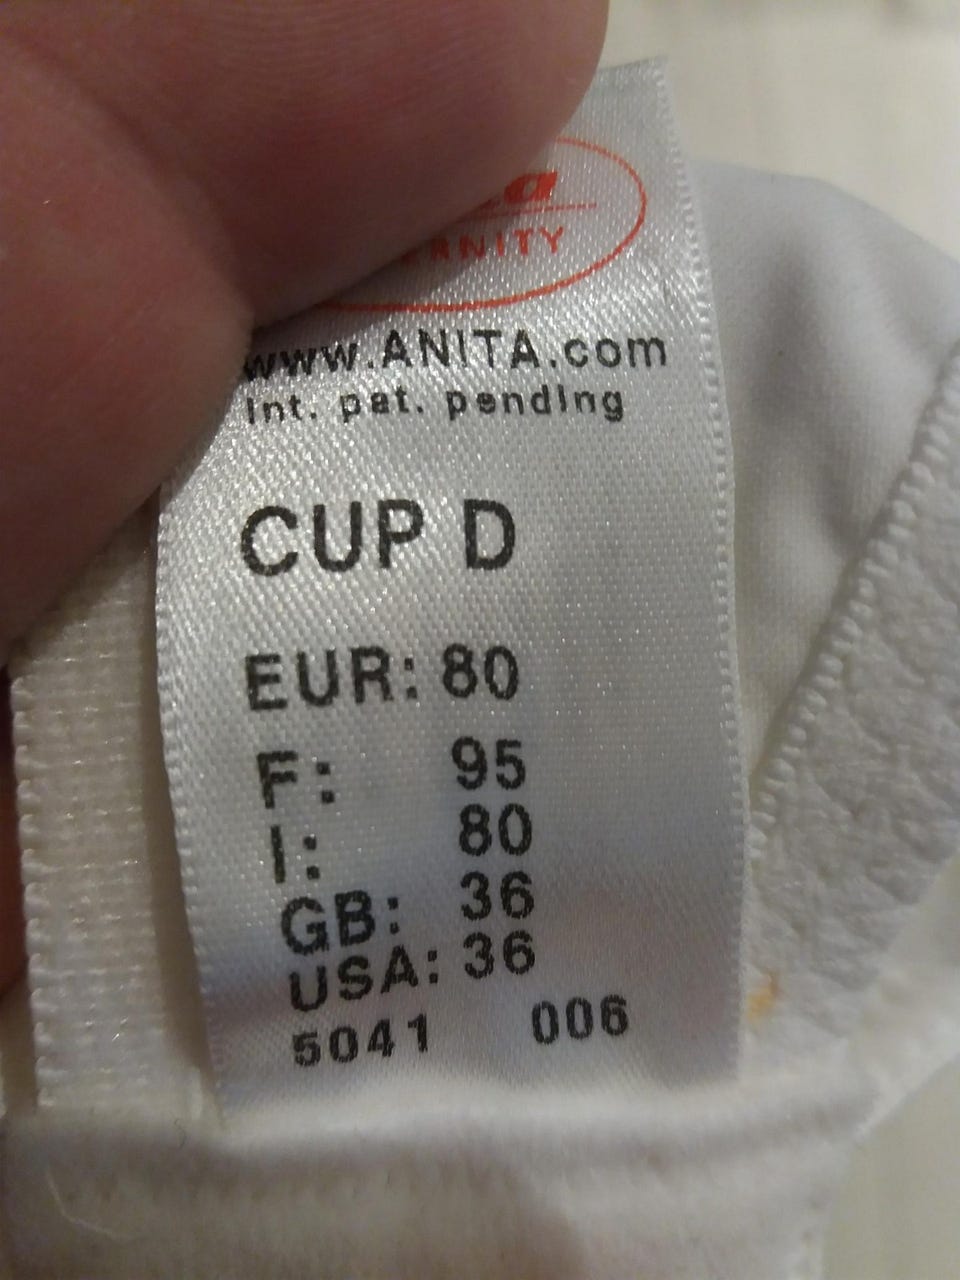 www.ANITA.com
int. pat. pending
CUP D
EUR: 80
F: 95
I: 80
GB: 36
USA: 36
5041 006